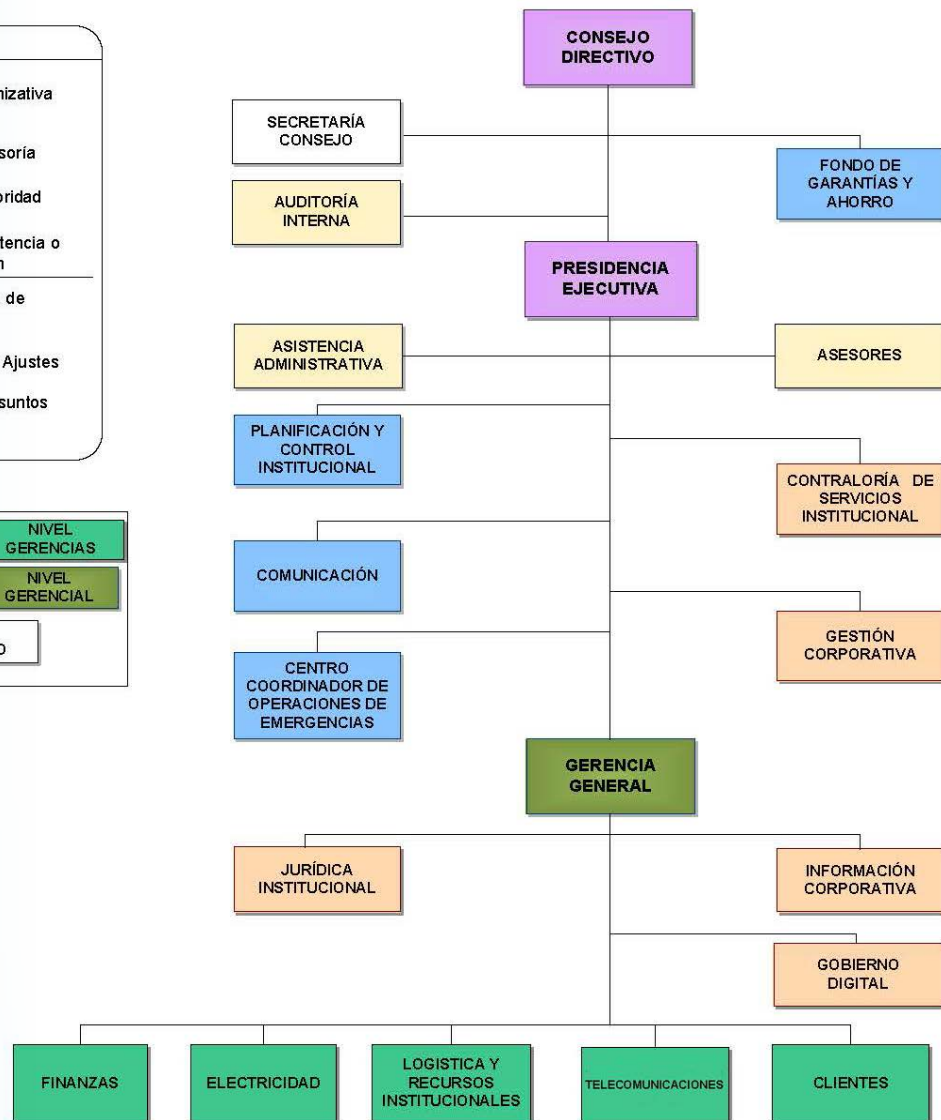 CONSEJO
DIRECTIVO
SECRETARÍA
CONSEJO
FONDO DE
GARANTÍAS Y
AHORRO
AUDITORÍA
INTERNA
PRESIDENCIA
EJECUTIVA
ASISTENCIA
ADMINISTRATIVA
ASESORES
PLANIFICACIÓN Y
CONTROL
INSTITUCIONAL
CONTRALORÍA DE
SERVICIOS
INSTITUCIONAL
COMUNICACIÓN
GESTIÓN
CORPORATIVA
CENTRO
COORDINADOR DE
OPERACIONES DE
EMERGENCIAS
GERENCIA
GENERAL
JURÍDICA
INSTITUCIONAL
INFORMACIÓN
CORPORATIVA
GOBIERNO
DIGITAL
FINANZAS
ELECTRICIDAD
LOGISTICA Y
RECURSOS
INSTITUCIONALES
TELECOMUNICACIONES
CLIENTES
nizativa
soría
oridad
tencia o
de
Ajustes
suntos
NIVEL
GERENCIAS
NIVEL
GERENCIAL
O